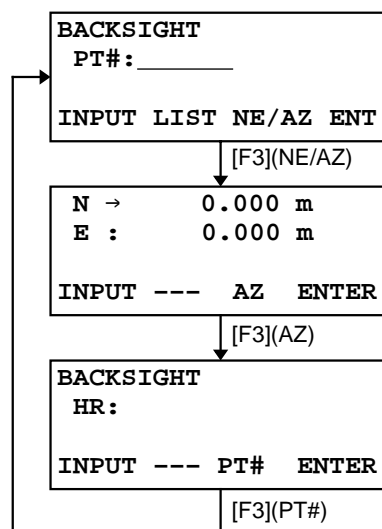 BACKSIGHT
PT#:_______
INPUT LIST NE/AZ ENT
[F3](NE/AZ)
N → 0.000 m
E : 0.000 m
INPUT --- AZ ENTER
[F3](AZ)
BACKSIGHT
HR:
INPUT --- PT# ENTER
[F3](PT#)